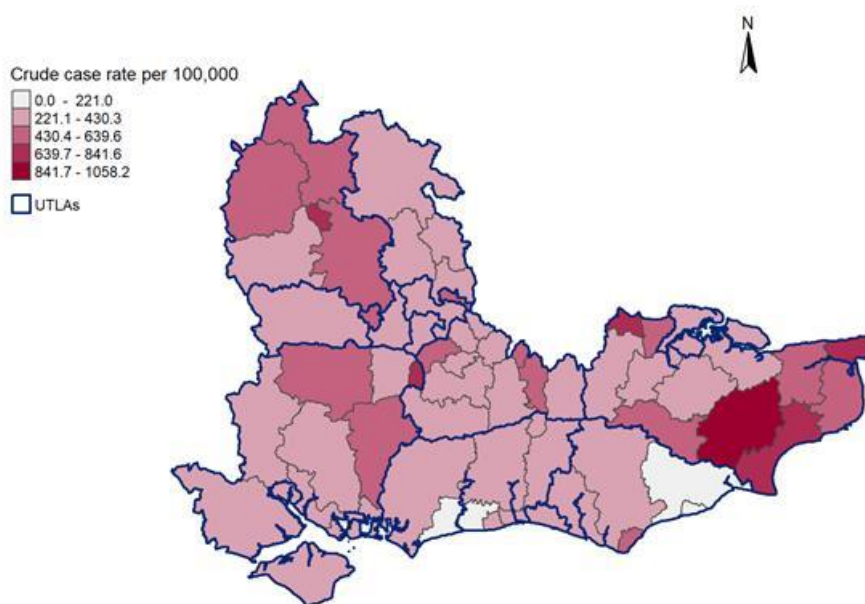 N
Crude case rate per 100,000
0.0 - 221.0
221.1 - 430.3
430.4 - 639.6
639.7 - 841.6
841.7 - 1058.2
UTLAs